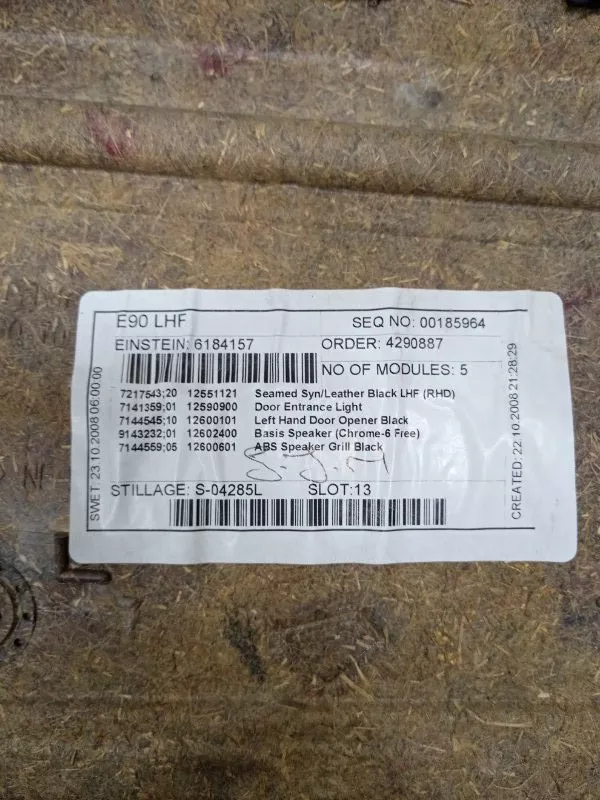 E90 LHF
SEQ NO: 00185964
EINSTEIN: 6184157
ORDER: 4290887
NO OF MODULES: 5
7217543;20 12551121 Seamed Syn/Leather Black LHF (RHD)
7141359;01 12590900 Door Entrance Light
7144545;10 12600101 Left Hand Door Opener Black
9143232;01 12602400 Basis Speaker (Chrome-6 Free)
7144559;05 12600601 ABS Speaker Grill Black
STILLAGE: S-04285L
SLOT:13
SWET 23.10.2008 06:00:00
CREATED: 22.10.2008 21:28:29